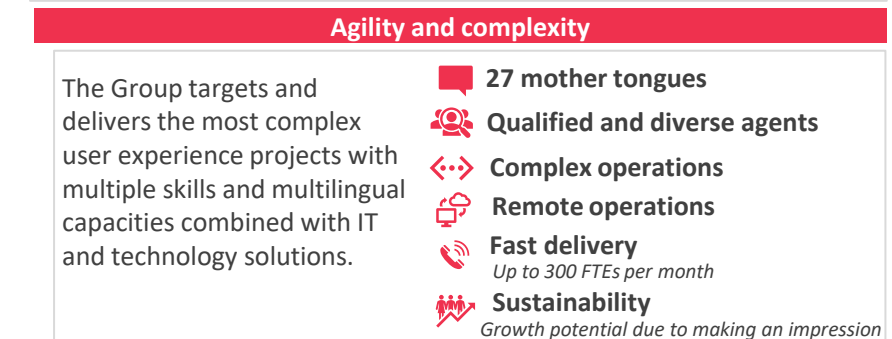 Agility and complexity
The Group targets and
delivers the most complex
user experience projects with
multiple skills and multilingual
capacities combined with IT
and technology solutions.
27 mother tongues
Qualified and diverse agents
Complex operations
Remote operations
Fast delivery
Up to 300 FTEs per month
Sustainability
Growth potential due to making an impression